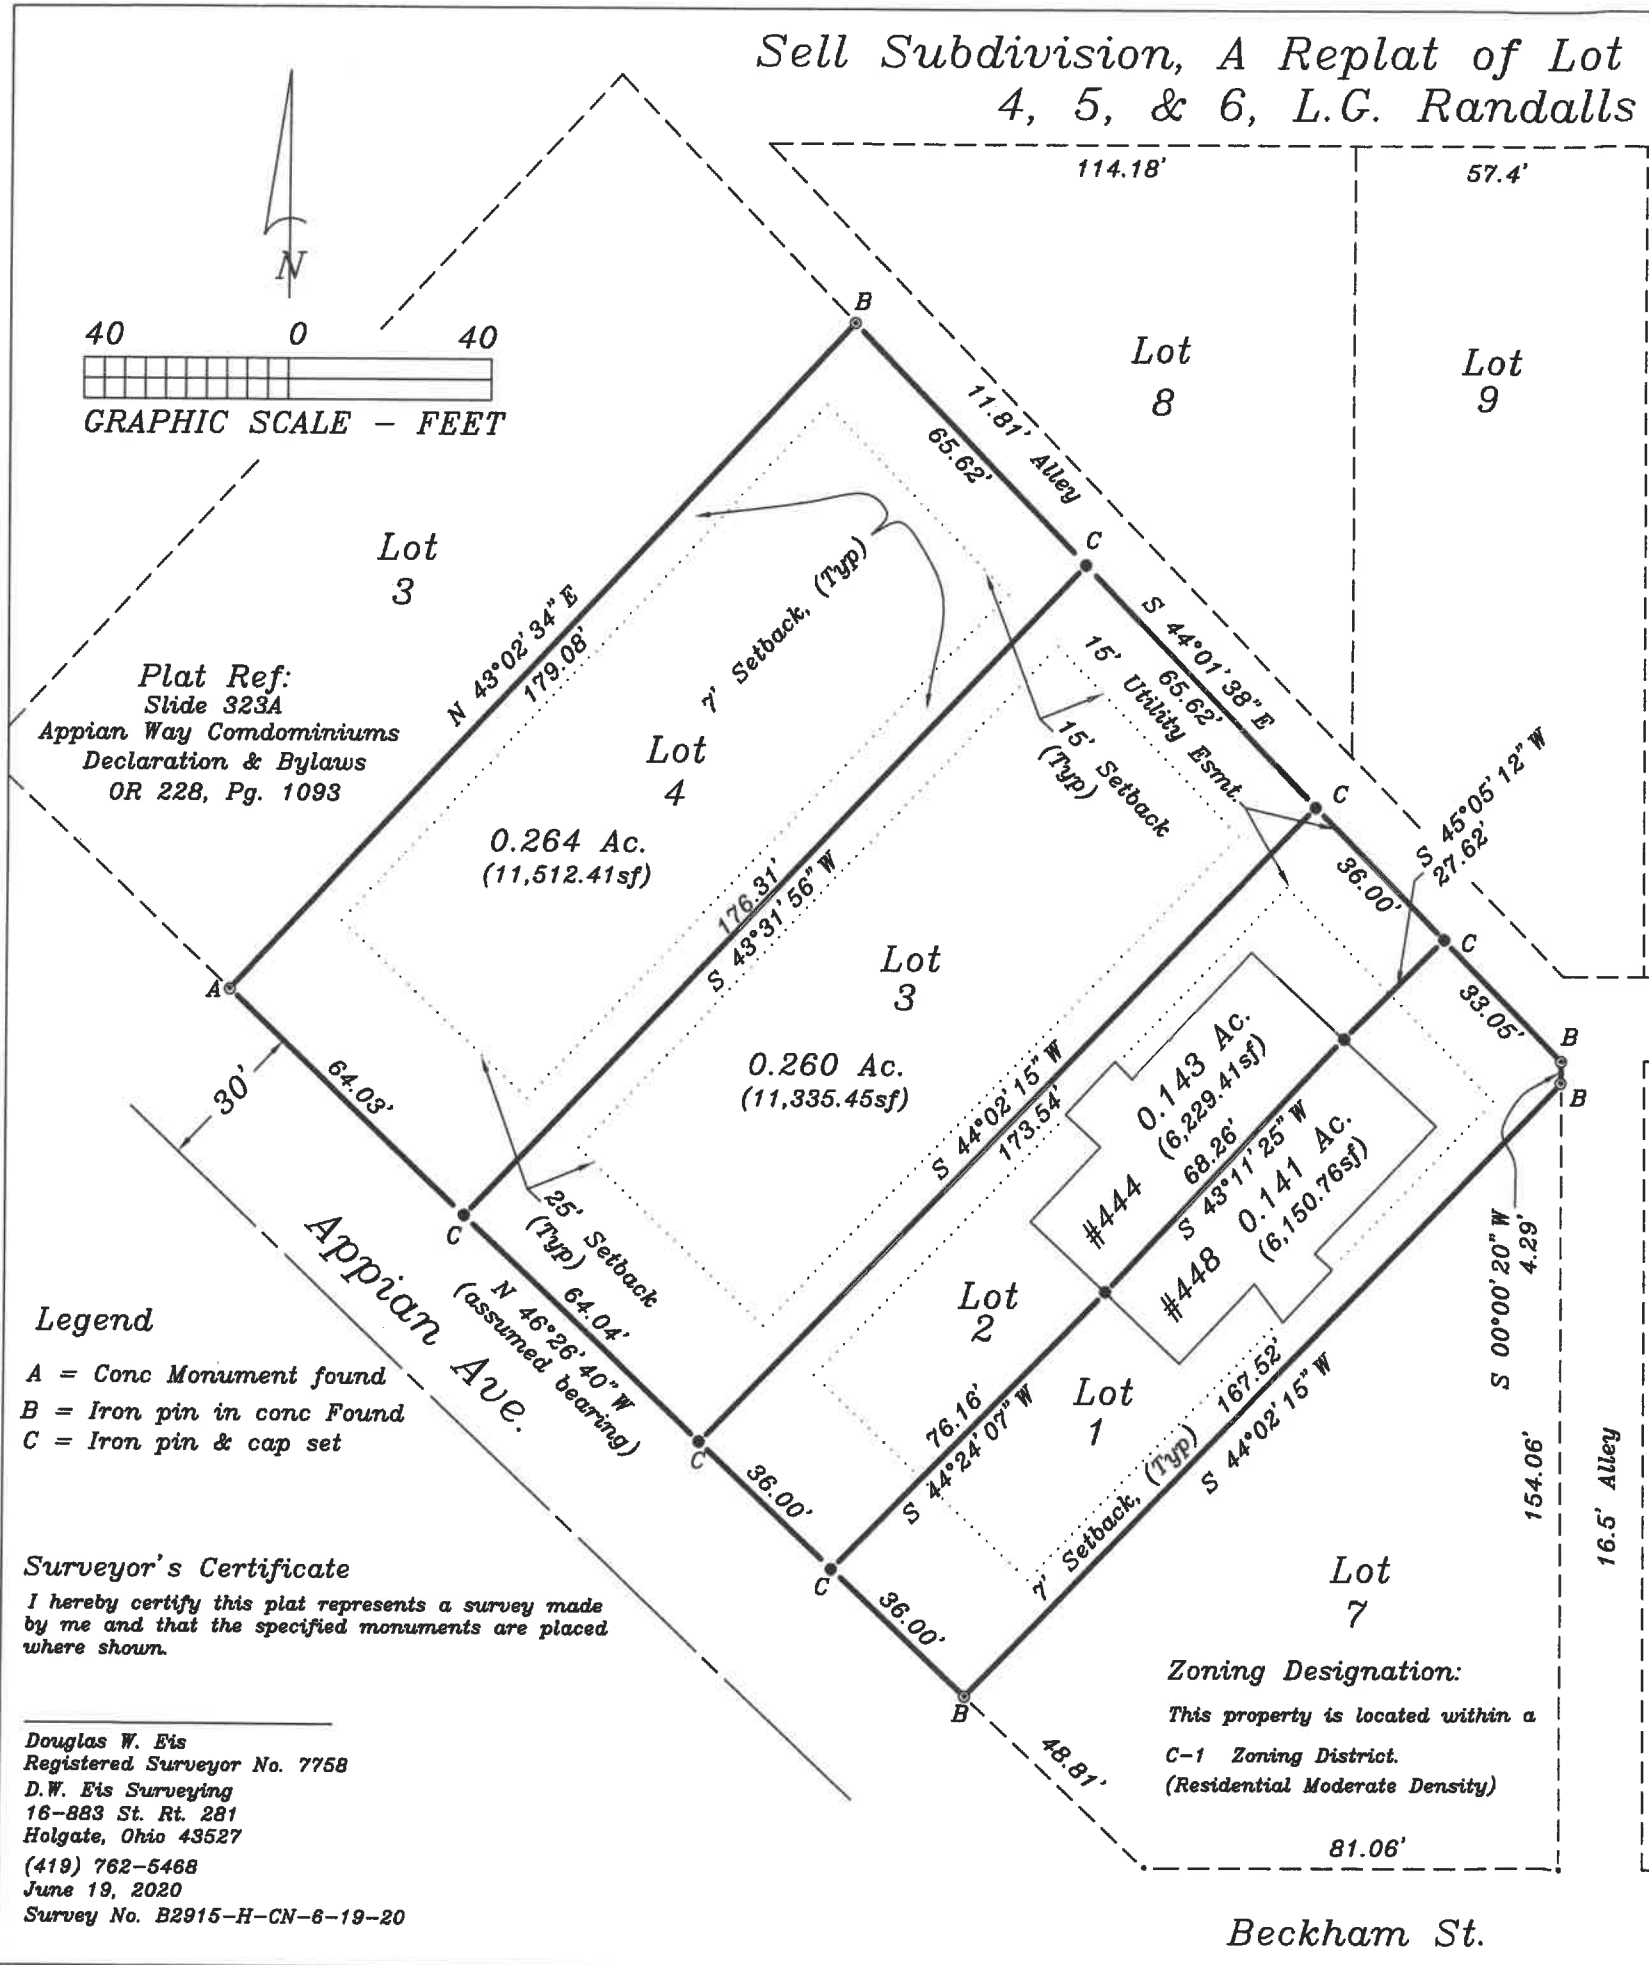 Sell Subdivision, A Replat of Lot
4, 5, & 6, L.G. Randalls
114.18'
57.4'
N
40 0 40
GRAPHIC SCALE - FEET
B
Lot
8
Lot
9
11.81' Alley
65.62'
C
Lot
3
N 43°02'34" E
179.08'
7' Setback, (Typ)
S 44°01'38" E
65.62'
15' Utility Esmt.
15' Setback
(Typ)
Plat Ref:
Slide 323A
Appian Way Comdominiums
Declaration & Bylaws
OR 228, Pg. 1093
Lot
4
0.264 Ac.
(11,512.41sf)
176.31'
S 43°31'56" W
C
36.00'
S 45°05'12" W
27.62'
C
33.05'
B
B
A
30'
64.03'
Lot
3
0.260 Ac.
(11,335.45sf)
S 44°02'15" W
173.54'
#444 0.143 Ac.
(6,229.41sf)
68.26'
S 43°11'25" W
#448 0.141 Ac.
(6,150.76sf)
S 00°00'20" W
4.29'
C
25' Setback
(Typ)
64.04'
N 46°26'40" W
(assumed bearing)
Appian Ave.
Lot
2
Lot
1
76.16'
S 44°24'07" W
7' Setback, (Typ)
167.52'
S 44°02'15" W
C
36.00'
C
36.00'
B
48.81'
154.06'
16.5' Alley
Lot
7
Legend
A = Conc Monument found
B = Iron pin in conc Found
C = Iron pin & cap set
Surveyor's Certificate
I hereby certify this plat represents a survey made
by me and that the specified monuments are placed
where shown.
Douglas W. Eis
Registered Surveyor No. 7758
D.W. Eis Surveying
16-883 St. Rt. 281
Holgate, Ohio 43527
(419) 762-5468
June 19, 2020
Survey No. B2915-H-CN-6-19-20
Zoning Designation:
This property is located within a
C-1 Zoning District.
(Residential Moderate Density)
81.06'
Beckham St.